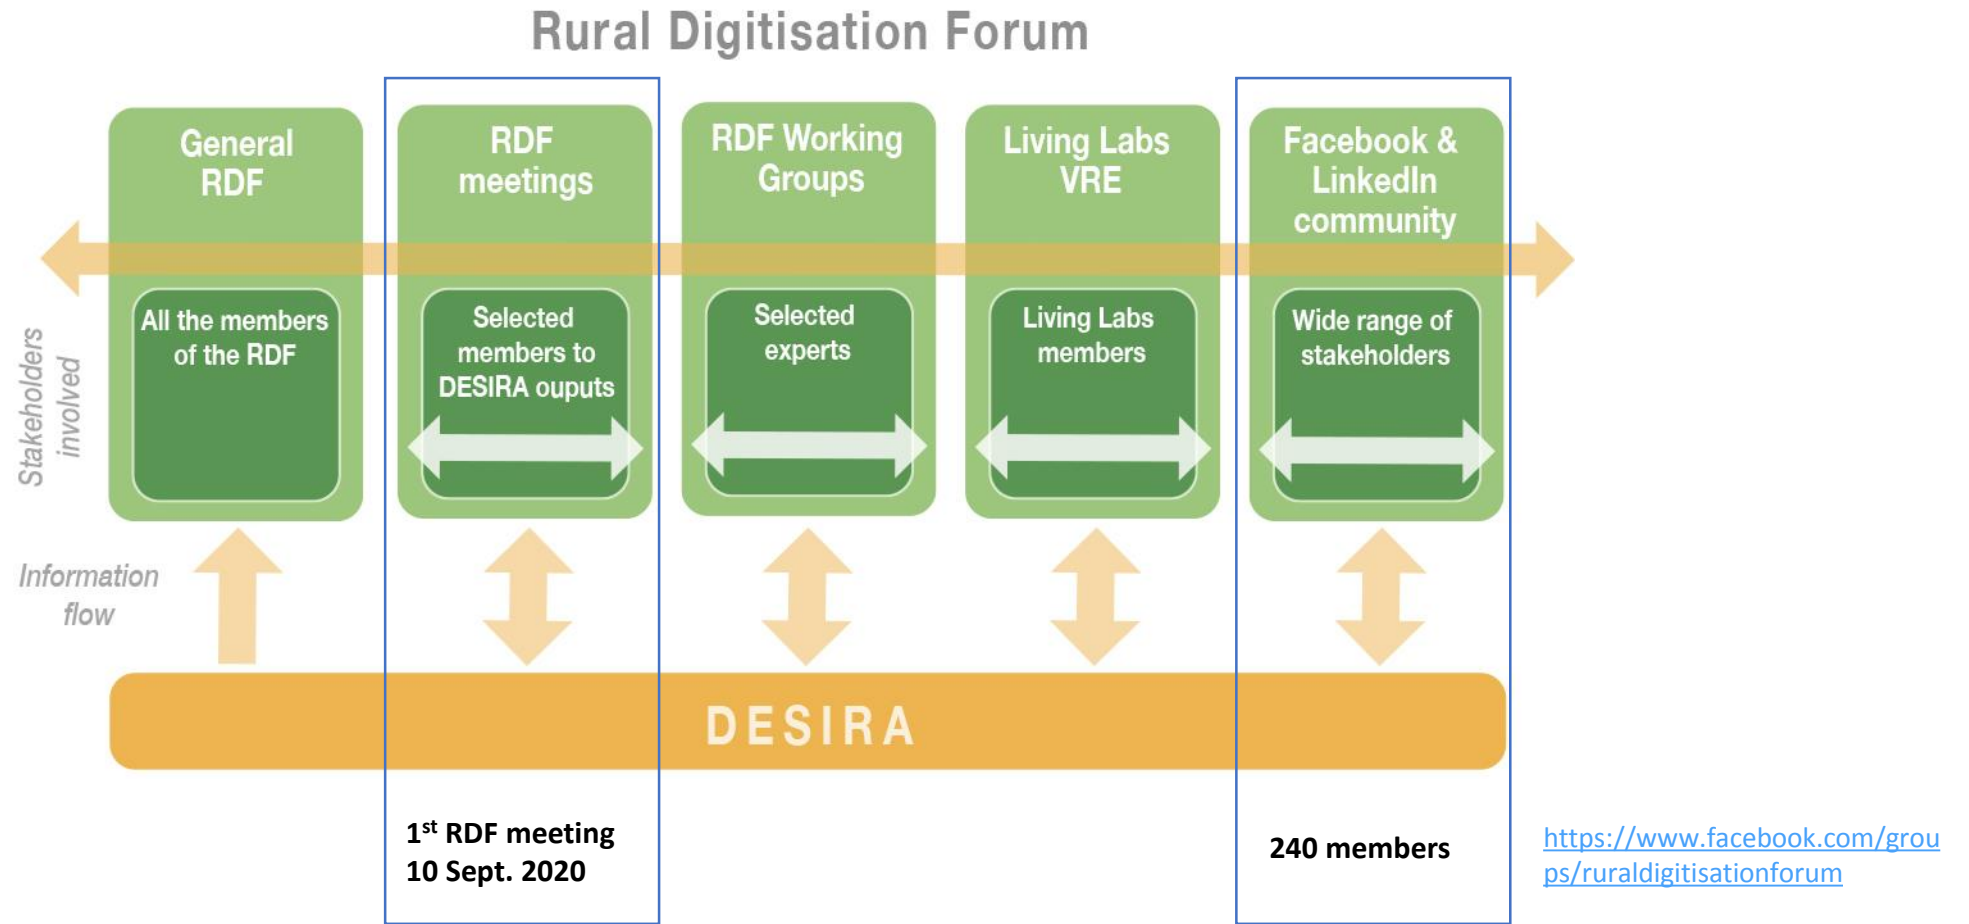 Rural Digitisation Forum
General
RDF
RDF
meetings
RDF Working
Groups
Living Labs
VRE
Facebook &
LinkedIn
community
Stakeholders
involved
All the members
of the RDF
Selected
members to
DESIRA ouputs
Selected
experts
Living Labs
members
Wide range of
stakeholders
Information
flow
DESIRA
1st RDF meeting
10 Sept. 2020
240 members
https://www.facebook.com/grou
ps/ruraldigitisationforum